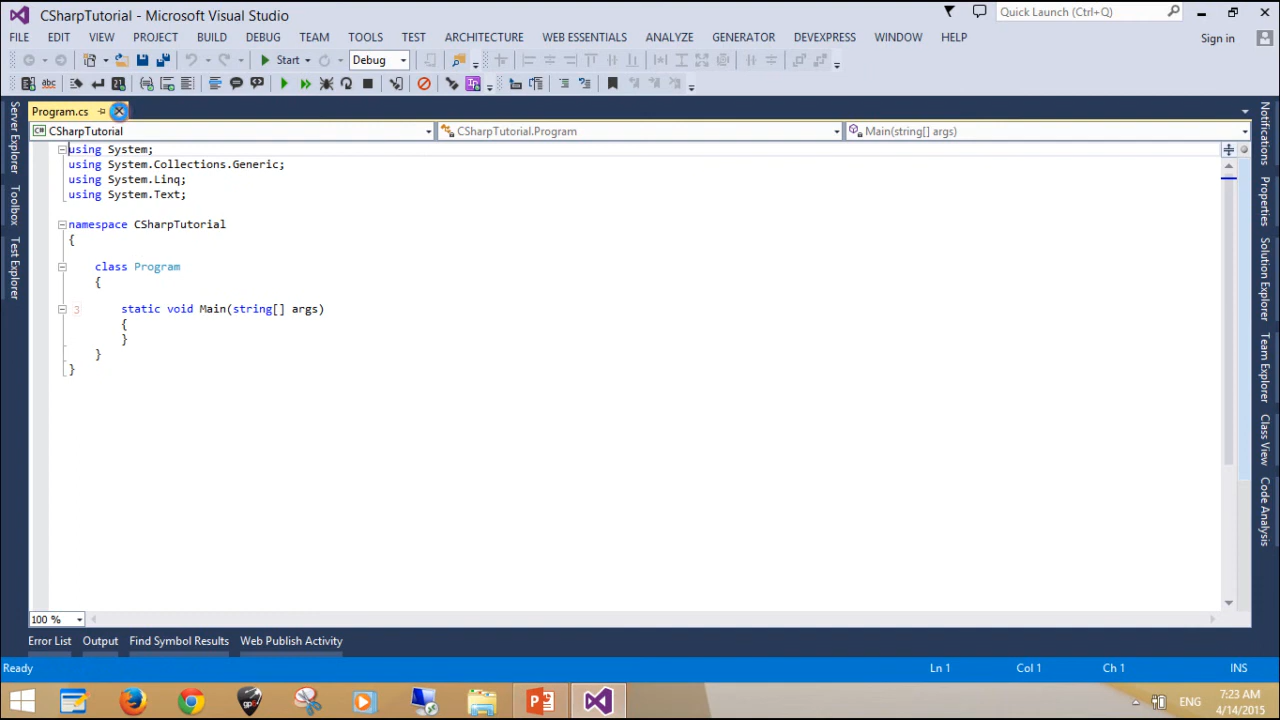 CSharpTutorial - Microsoft Visual Studio
Quick Launch (Ctrl+Q)
FILE EDIT VIEW PROJECT BUILD DEBUG TEAM TOOLS TEST ARCHITECTURE WEB ESSENTIALS ANALYZE GENERATOR DEVEXPRESS WINDOW HELP
Sign in
Start Debug
abc
Program.cs
CSharpTutorial CSharpTutorial.Program Main(string[] args)
using System;
using System.Collections.Generic;
using System.Linq;
using System.Text;
namespace CSharpTutorial
{
class Program
{
3 static void Main(string[] args)
{
}
}
}
Server Explorer
Toolbox
Test Explorer
Notifications
Properties
Solution Explorer
Team Explorer
Class View
Code Analysis
100 %
Error List Output Find Symbol Results Web Publish Activity
Ready Ln 1 Col 1 Ch 1 INS
ENG
7:23 AM
4/14/2015